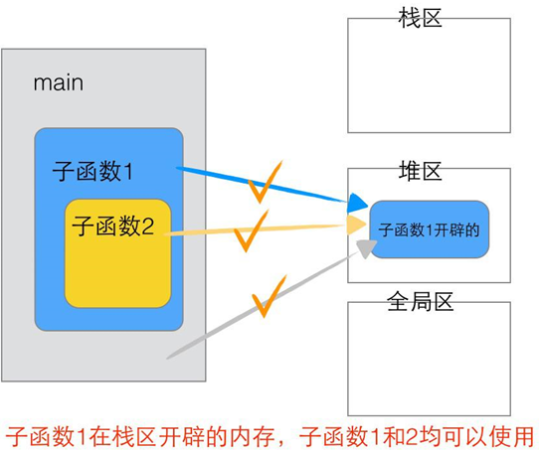 栈区
main
子函数1
堆区
子函数2
子函数1开辟的
全局区
子函数1在栈区开辟的内存，子函数1和2均可以使用